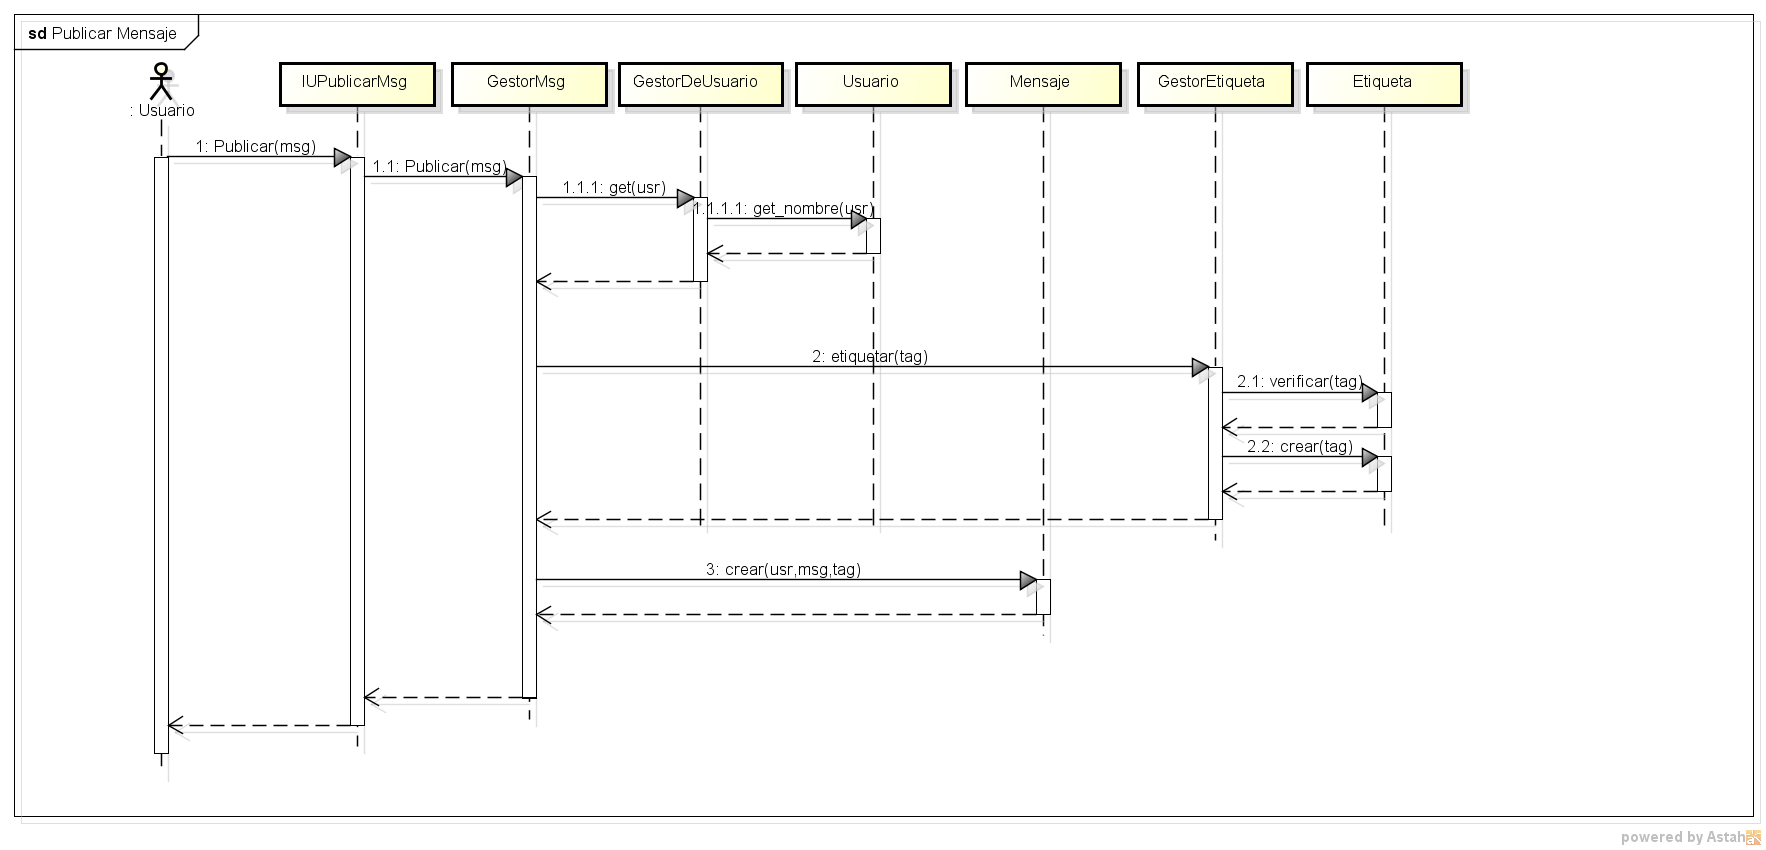 sd Publicar Mensaje
: Usuario
IUPublicarMsg
GestorMsg
GestorDeUsuario
Usuario
Mensaje
GestorEtiqueta
Etiqueta
1: Publicar(msg)
1.1: Publicar(msg)
1.1.1: get(usr)
1.1.1.1: get_nombre(usr)
2: etiquetar(tag)
2.1: verificar(tag)
2.2: crear(tag)
3: crear(usr,msg,tag)
powered by Astah